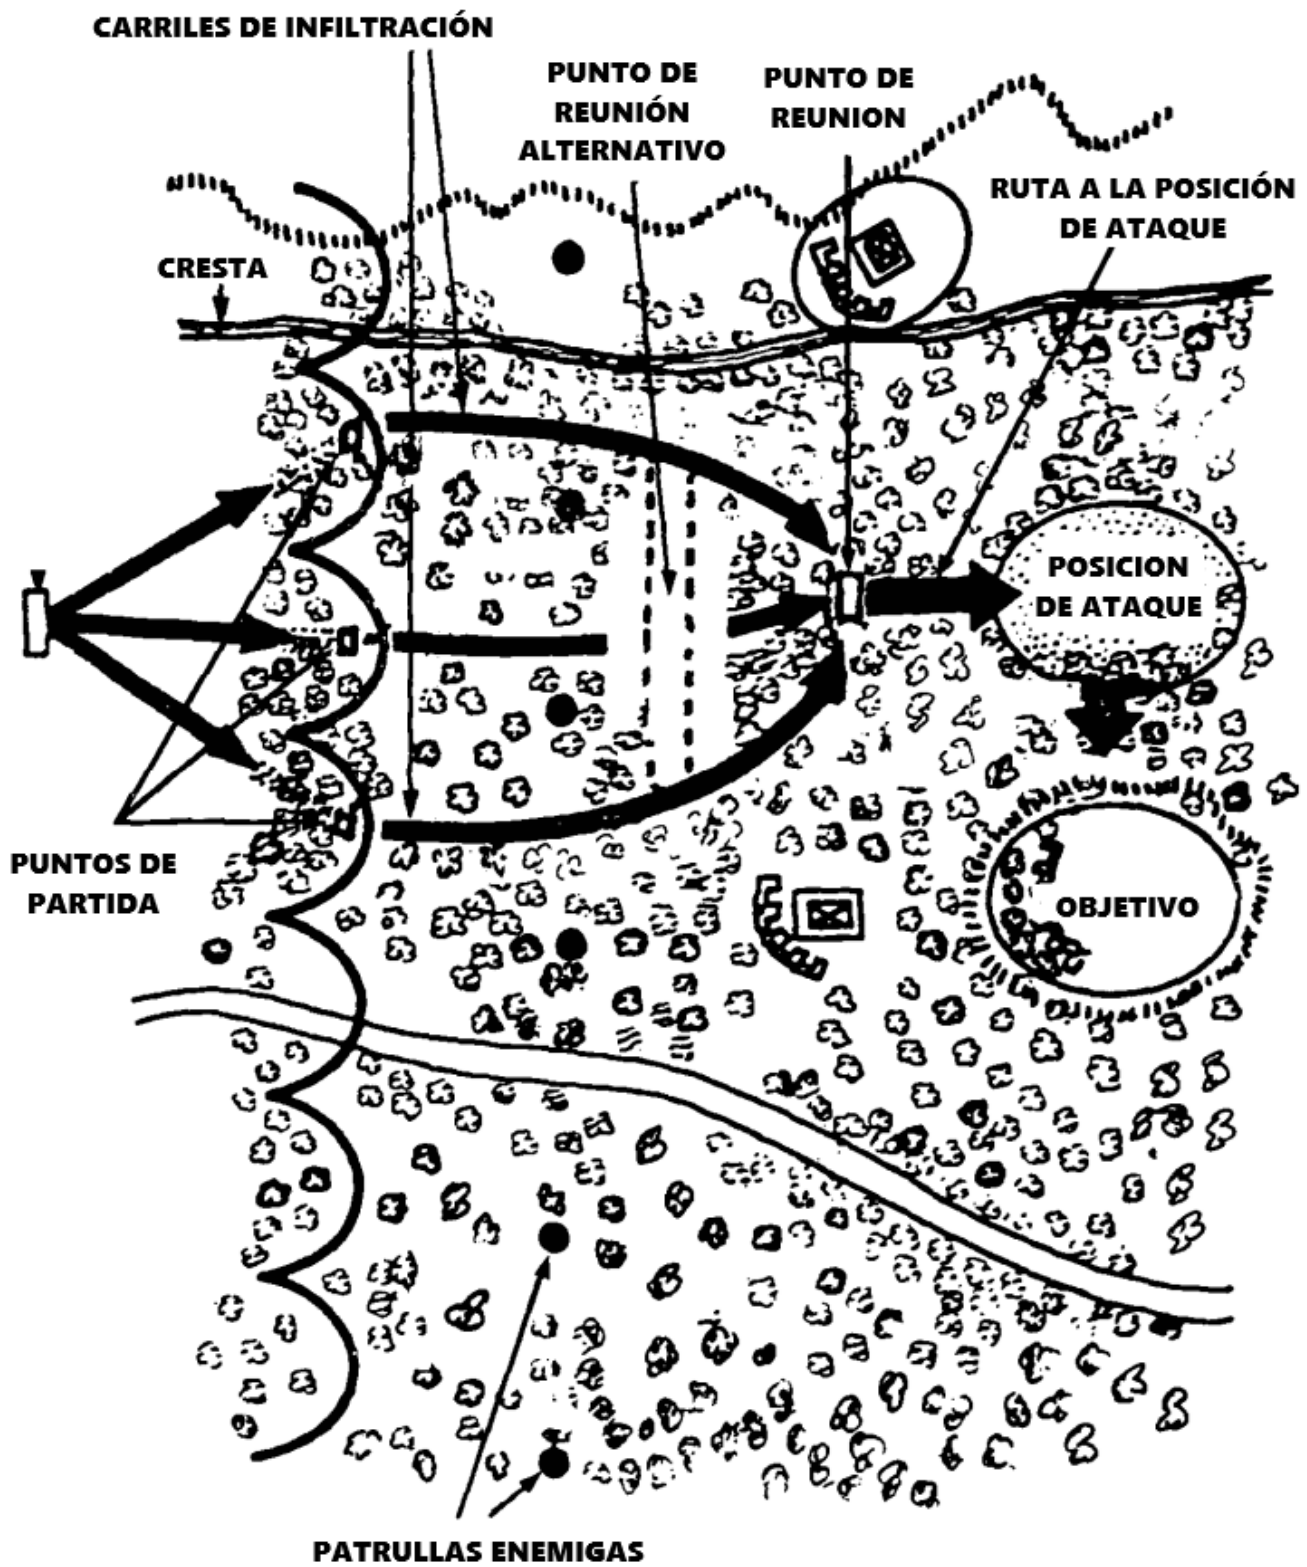 CARRILES DE INFILTRACIÓN
PUNTO DE
REUNIÓN
ALTERNATIVO
PUNTO DE
REUNION
RUTA A LA POSICIÓN
DE ATAQUE
CRESTA
POSICION
DE ATAQUE
PUNTOS DE
PARTIDA
OBJETIVO
PATRULLAS ENEMIGAS